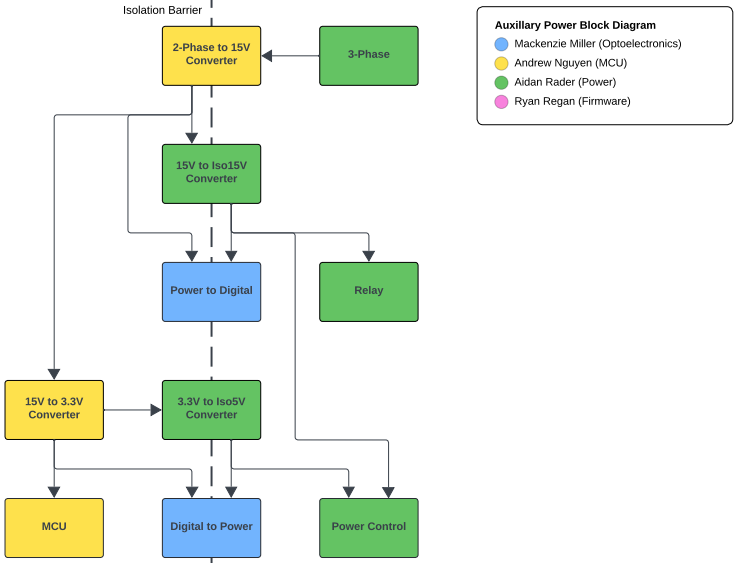 Isolation Barrier
2-Phase to 15V
Converter
3-Phase
Auxillary Power Block Diagram
Mackenzie Miller (Optoelectronics)
Andrew Nguyen (MCU)
Aidan Rader (Power)
Ryan Regan (Firmware)
15V to Iso15V
Converter
Power to Digital
Relay
15V to 3.3V
Converter
3.3V to Iso5V
Converter
MCU
Digital to Power
Power Control